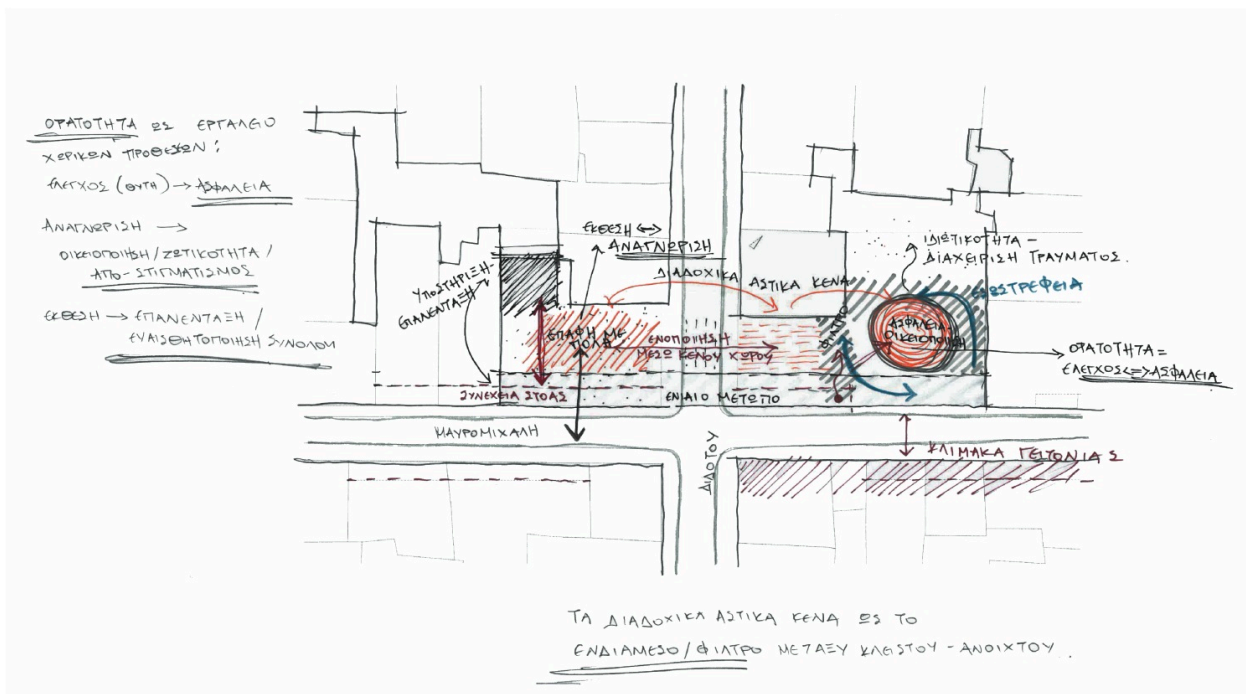 ΟΡΑΤΟΤΗΤΑ ΩΣ ΕΡΓΑΛΕΙΟ
ΧΩΡΙΚΩΝ ΠΡΟΘΕΣΕΩΝ:
ΕΛΕΓΧΟΣ (ΘΥΤΗ) → ΑΣΦΑΛΕΙΑ
ΑΝΑΓΝΩΡΙΣΗ →
ΟΙΚΕΙΟΠΟΙΗΣΗ / ΖΩΤΙΚΟΤΗΤΑ /
ΑΠΟ-ΣΤΙΓΜΑΤΙΣΜΟΣ
ΕΚΘΕΣΗ → ΕΠΑΝΕΝΤΑΞΗ /
ΕΥΑΙΣΘΗΤΟΠΟΙΗΣΗ ΣΥΝΟΛΟΥ
ΕΚΘΕΣΗ ↔
ΑΝΑΓΝΩΡΙΣΗ
ΥΠΟΣΤΗΡΙΞΗ-
ΕΠΑΝΕΝΤΑΞΗ
ΔΙΑΔΟΧΙΚΑ ΑΣΤΙΚΑ ΚΕΝΑ
ΙΔΙΩΤΙΚΟΤΗΤΑ -
ΔΙΑΧΕΙΡΙΣΗ ΤΡΑΥΜΑΤΟΣ.
ΕΣΩΣΤΡΕΦΕΙΑ
ΕΠΑΦΗ ΜΕ
ΠΟΛΗ
ΕΝΟΠΟΙΗΣΗ
ΜΕΣΩ ΚΕΝΟΥ ΧΩΡΟΥ
ΦΙΛΤΡΟ
ΑΣΦΑΛΕΙΑ
ΟΙΚΕΙΟΠΟΙΗΣΗ
ΟΡΑΤΟΤΗΤΑ =
ΕΛΕΓΧΟΣ <=> ΑΣΦΑΛΕΙΑ
ΣΥΝΕΧΕΙΑ ΣΤΟΑΣ
ΕΝΙΑΙΟ ΜΕΤΩΠΟ
ΜΑΥΡΟΜΙΧΑΛΗ
ΔΙΔΟΤΟΥ
ΚΛΙΜΑΚΑ ΓΕΙΤΟΝΙΑΣ
ΤΑ ΔΙΑΔΟΧΙΚΑ ΑΣΤΙΚΑ ΚΕΝΑ ΩΣ ΤΟ
ΕΝΔΙΑΜΕΣΟ / ΦΙΛΤΡΟ ΜΕΤΑΞΥ ΚΛΕΙΣΤΟΥ - ΑΝΟΙΧΤΟΥ.